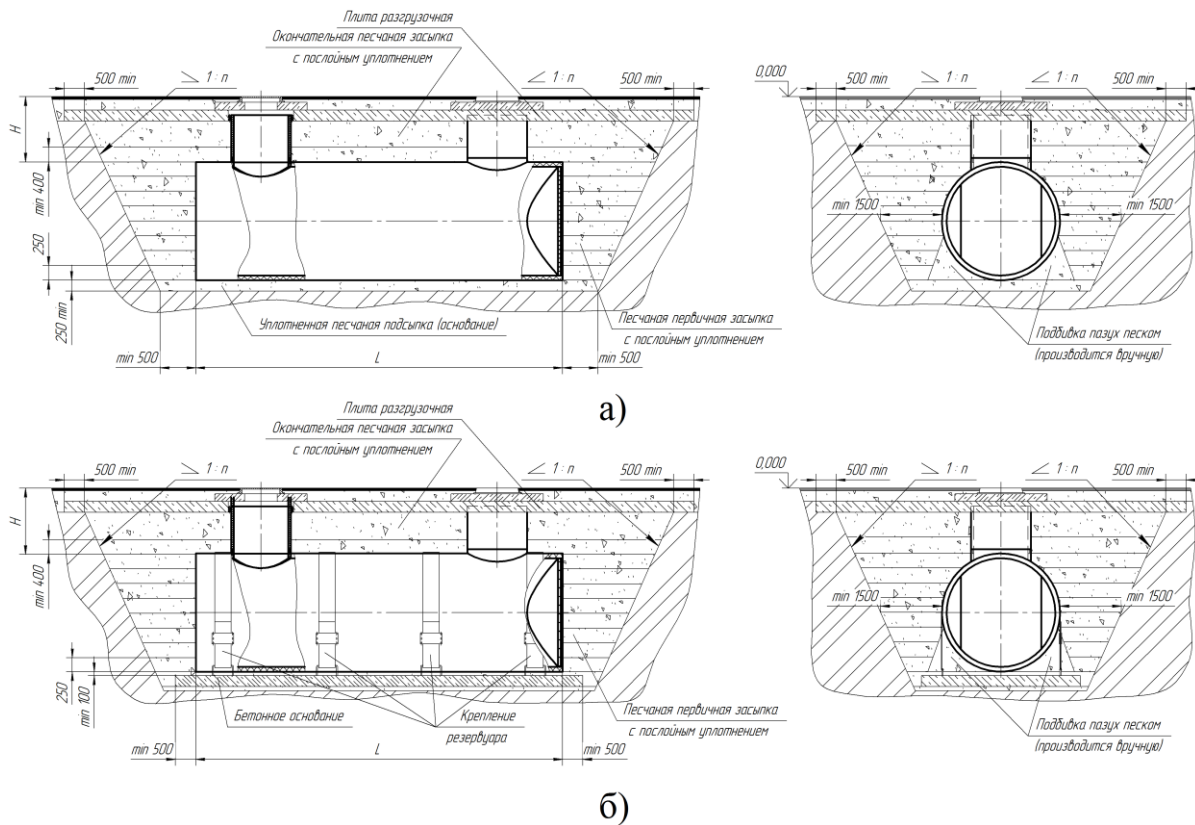 Плита разгрузочная
Окончательная песчаная засыпка
с послойным уплотнением
500 min
1 : n
1 : n
500 min
H
min 400
250
250 min
Уплотненная песчаная подсыпка (основание)
min 500
L
min 500
Песчаная первичная засыпка
с послойным уплотнением
0,000
500 min
1 : n
1 : n
500 min
min 1500
min 1500
Подбивка пазух песком
(производится вручную)
а)
Плита разгрузочная
Окончательная песчаная засыпка
с послойным уплотнением
500 min
1 : n
1 : n
500 min
H
min 400
250
min 100
Бетонное основание
Крепление
резервуара
min 500
L
min 500
Песчаная первичная засыпка
с послойным уплотнением
0,000
500 min
1 : n
1 : n
500 min
min 1500
min 1500
Подбивка пазух песком
(производится вручную)
б)